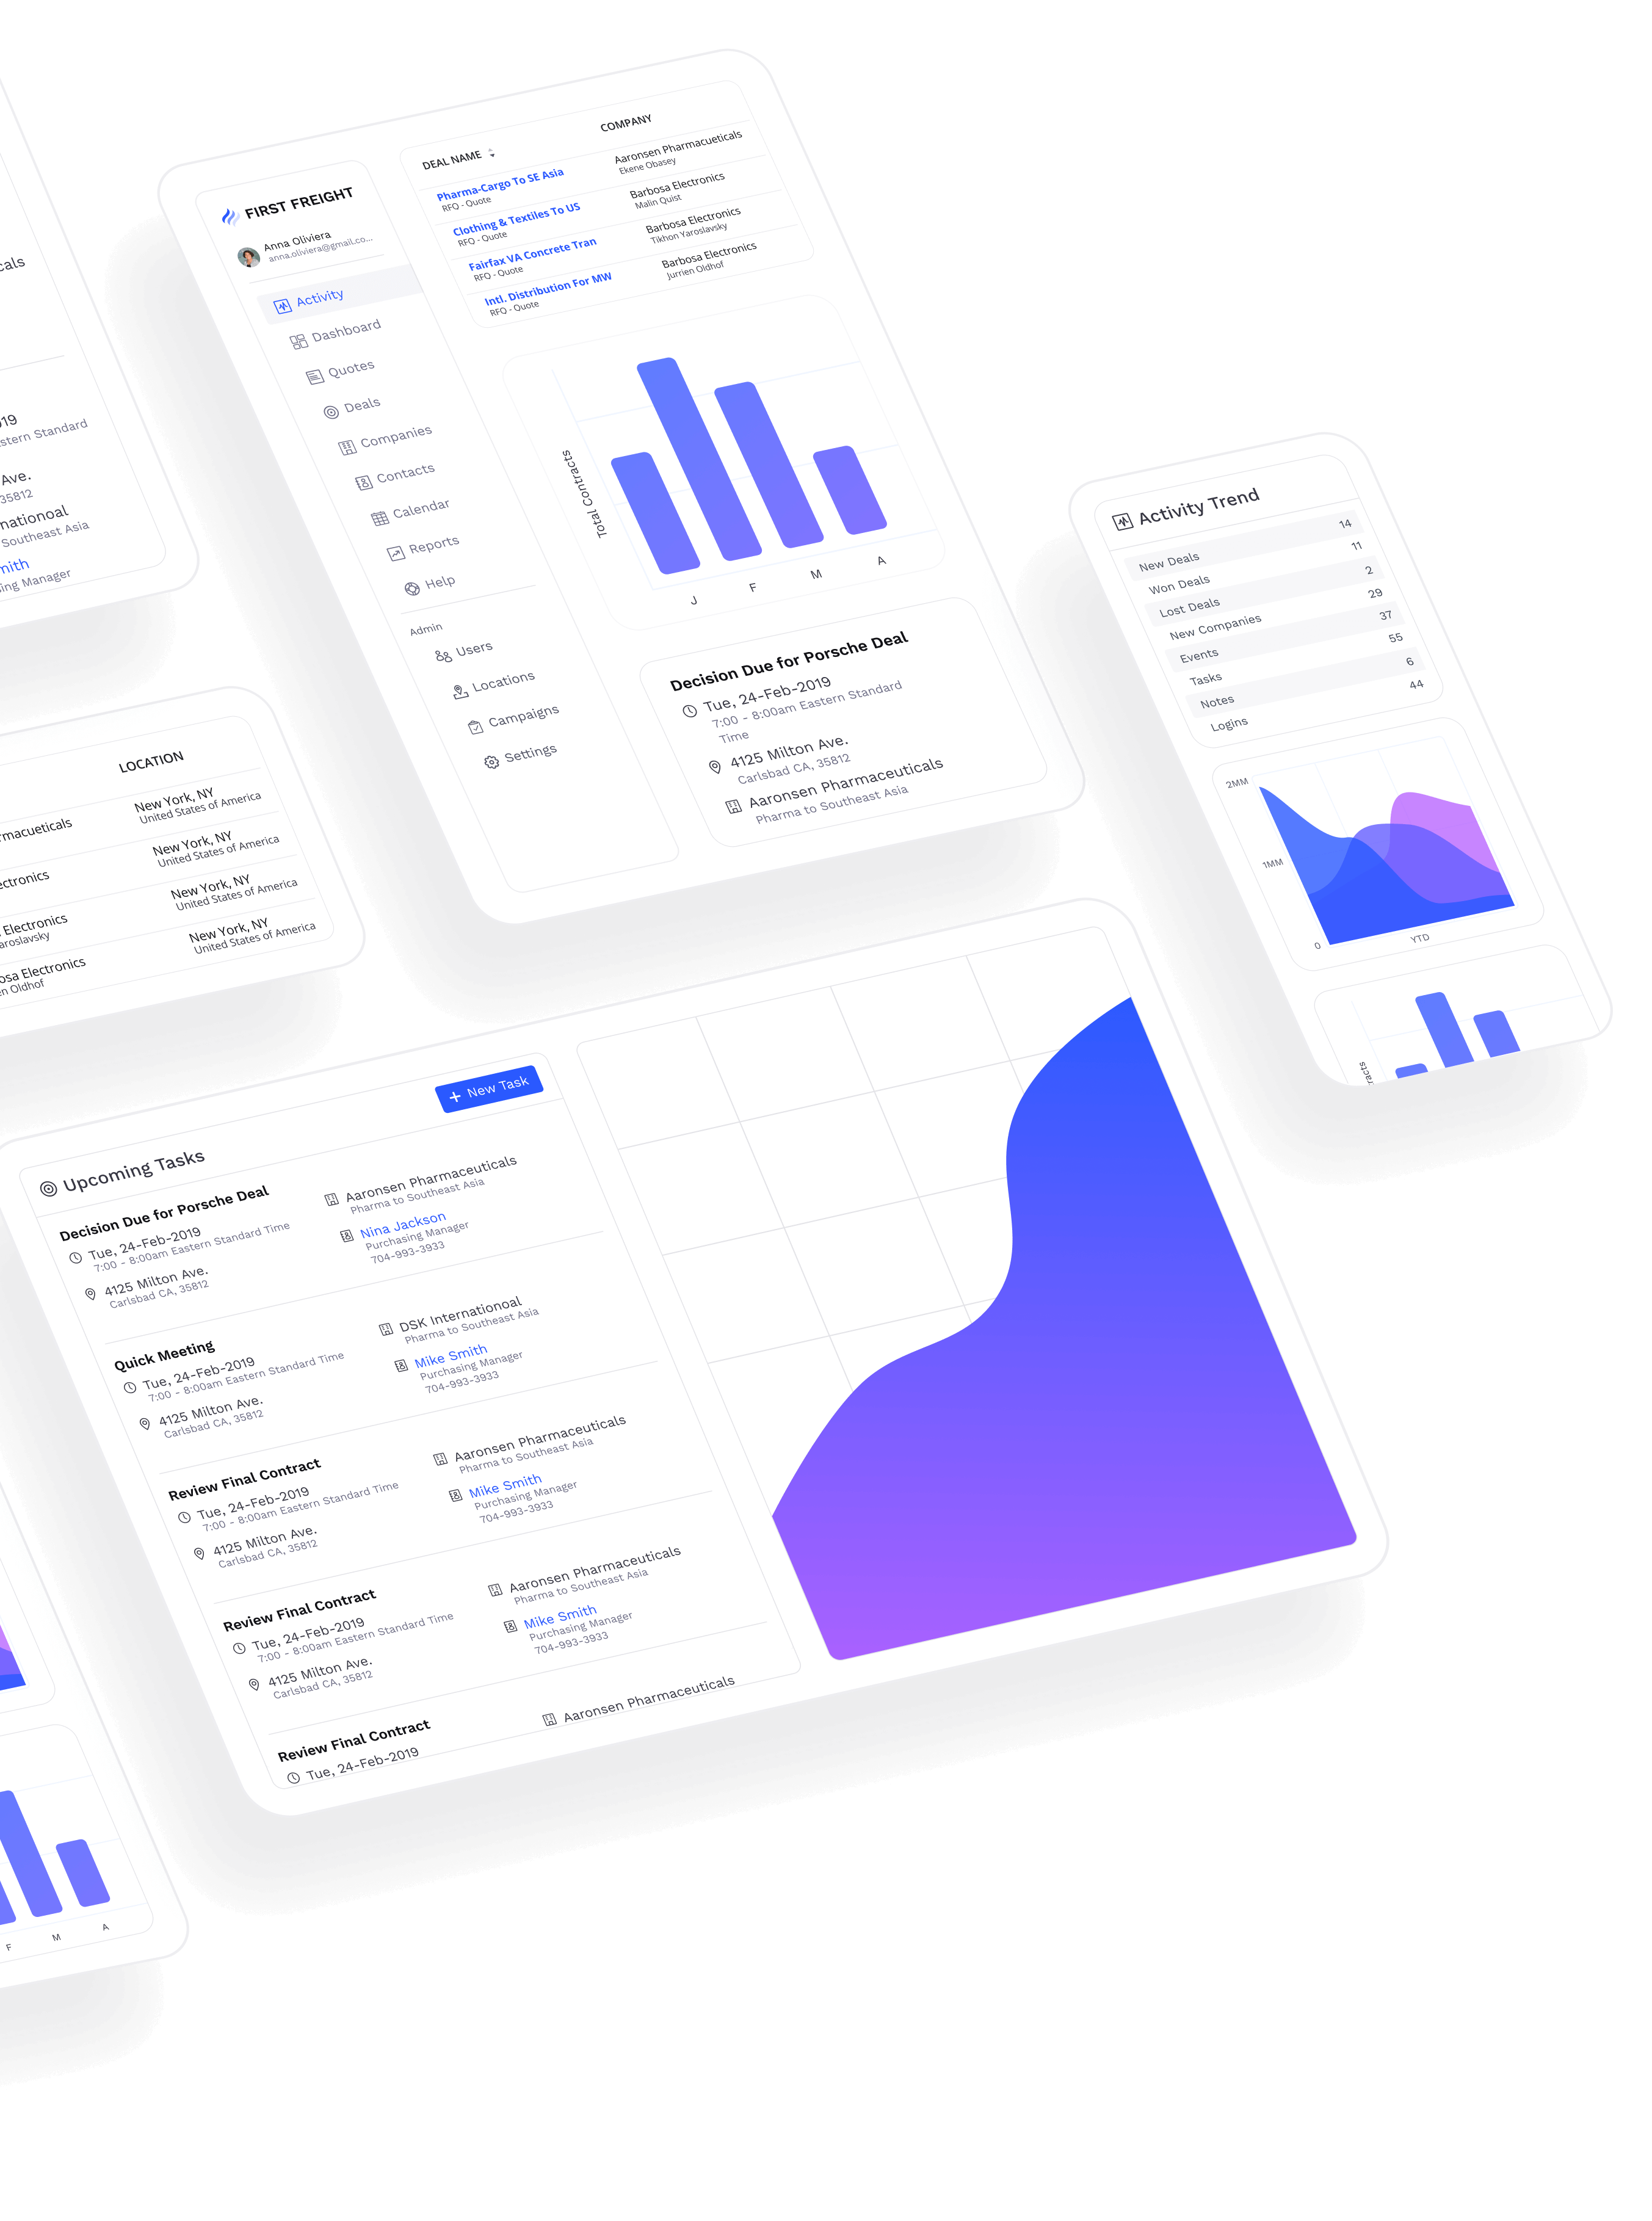 cals
019
stern Standard
Ave.
35812
nationoal
Southeast Asia
mith
ing Manager
LOCATION
rmacueticals
New York, NY
United States of America
ectronics
New York, NY
United States of America
Electronics
aroslavsky
New York, NY
United States of America
osa Electronics
en Oldhof
New York, NY
United States of America
FIRST FREIGHT
Anna Oliviera
anna.oliviera@gmail.co...
Activity
Dashboard
Quotes
Deals
Companies
Contacts
Calendar
Reports
Help
Admin
Users
Locations
Campaigns
Settings
DEAL NAME
COMPANY
Pharma-Cargo To SE Asia
RFQ - Quote
Aaronsen Pharmacueticals
Ekene Obasey
Clothing & Textiles To US
RFQ - Quote
Barbosa Electronics
Malin Quist
Fairfax VA Concrete Tran
RFQ - Quote
Barbosa Electronics
Tikhon Yaroslavsky
Intl. Distribution For MW
RFQ - Quote
Barbosa Electronics
Jurrien Oldhof
Total Contracts
J
F
M
A
Decision Due for Porsche Deal
Tue, 24-Feb-2019
7:00 - 8:00am Eastern Standard
Time
4125 Milton Ave.
Carlsbad CA, 35812
Aaronsen Pharmaceuticals
Pharma to Southeast Asia
Activity Trend
New Deals 14
Won Deals 11
Lost Deals 2
New Companies 29
Events 37
Tasks 55
Notes 6
Logins 44
2MM
1MM
0
YTD
racts
Upcoming Tasks
New Task
Decision Due for Porsche Deal
Tue, 24-Feb-2019
7:00 - 8:00am Eastern Standard Time
4125 Milton Ave.
Carlsbad CA, 35812
Aaronsen Pharmaceuticals
Pharma to Southeast Asia
Nina Jackson
Purchasing Manager
704-993-3933
Quick Meeting
Tue, 24-Feb-2019
7:00 - 8:00am Eastern Standard Time
4125 Milton Ave.
Carlsbad CA, 35812
DSK Internationoal
Pharma to Southeast Asia
Mike Smith
Purchasing Manager
704-993-3933
Review Final Contract
Tue, 24-Feb-2019
7:00 - 8:00am Eastern Standard Time
4125 Milton Ave.
Carlsbad CA, 35812
Aaronsen Pharmaceuticals
Pharma to Southeast Asia
Mike Smith
Purchasing Manager
704-993-3933
Review Final Contract
Tue, 24-Feb-2019
7:00 - 8:00am Eastern Standard Time
4125 Milton Ave.
Carlsbad CA, 35812
Aaronsen Pharmaceuticals
Pharma to Southeast Asia
Mike Smith
Purchasing Manager
704-993-3933
Review Final Contract
Tue, 24-Feb-2019
Aaronsen Pharmaceuticals
F
M
A